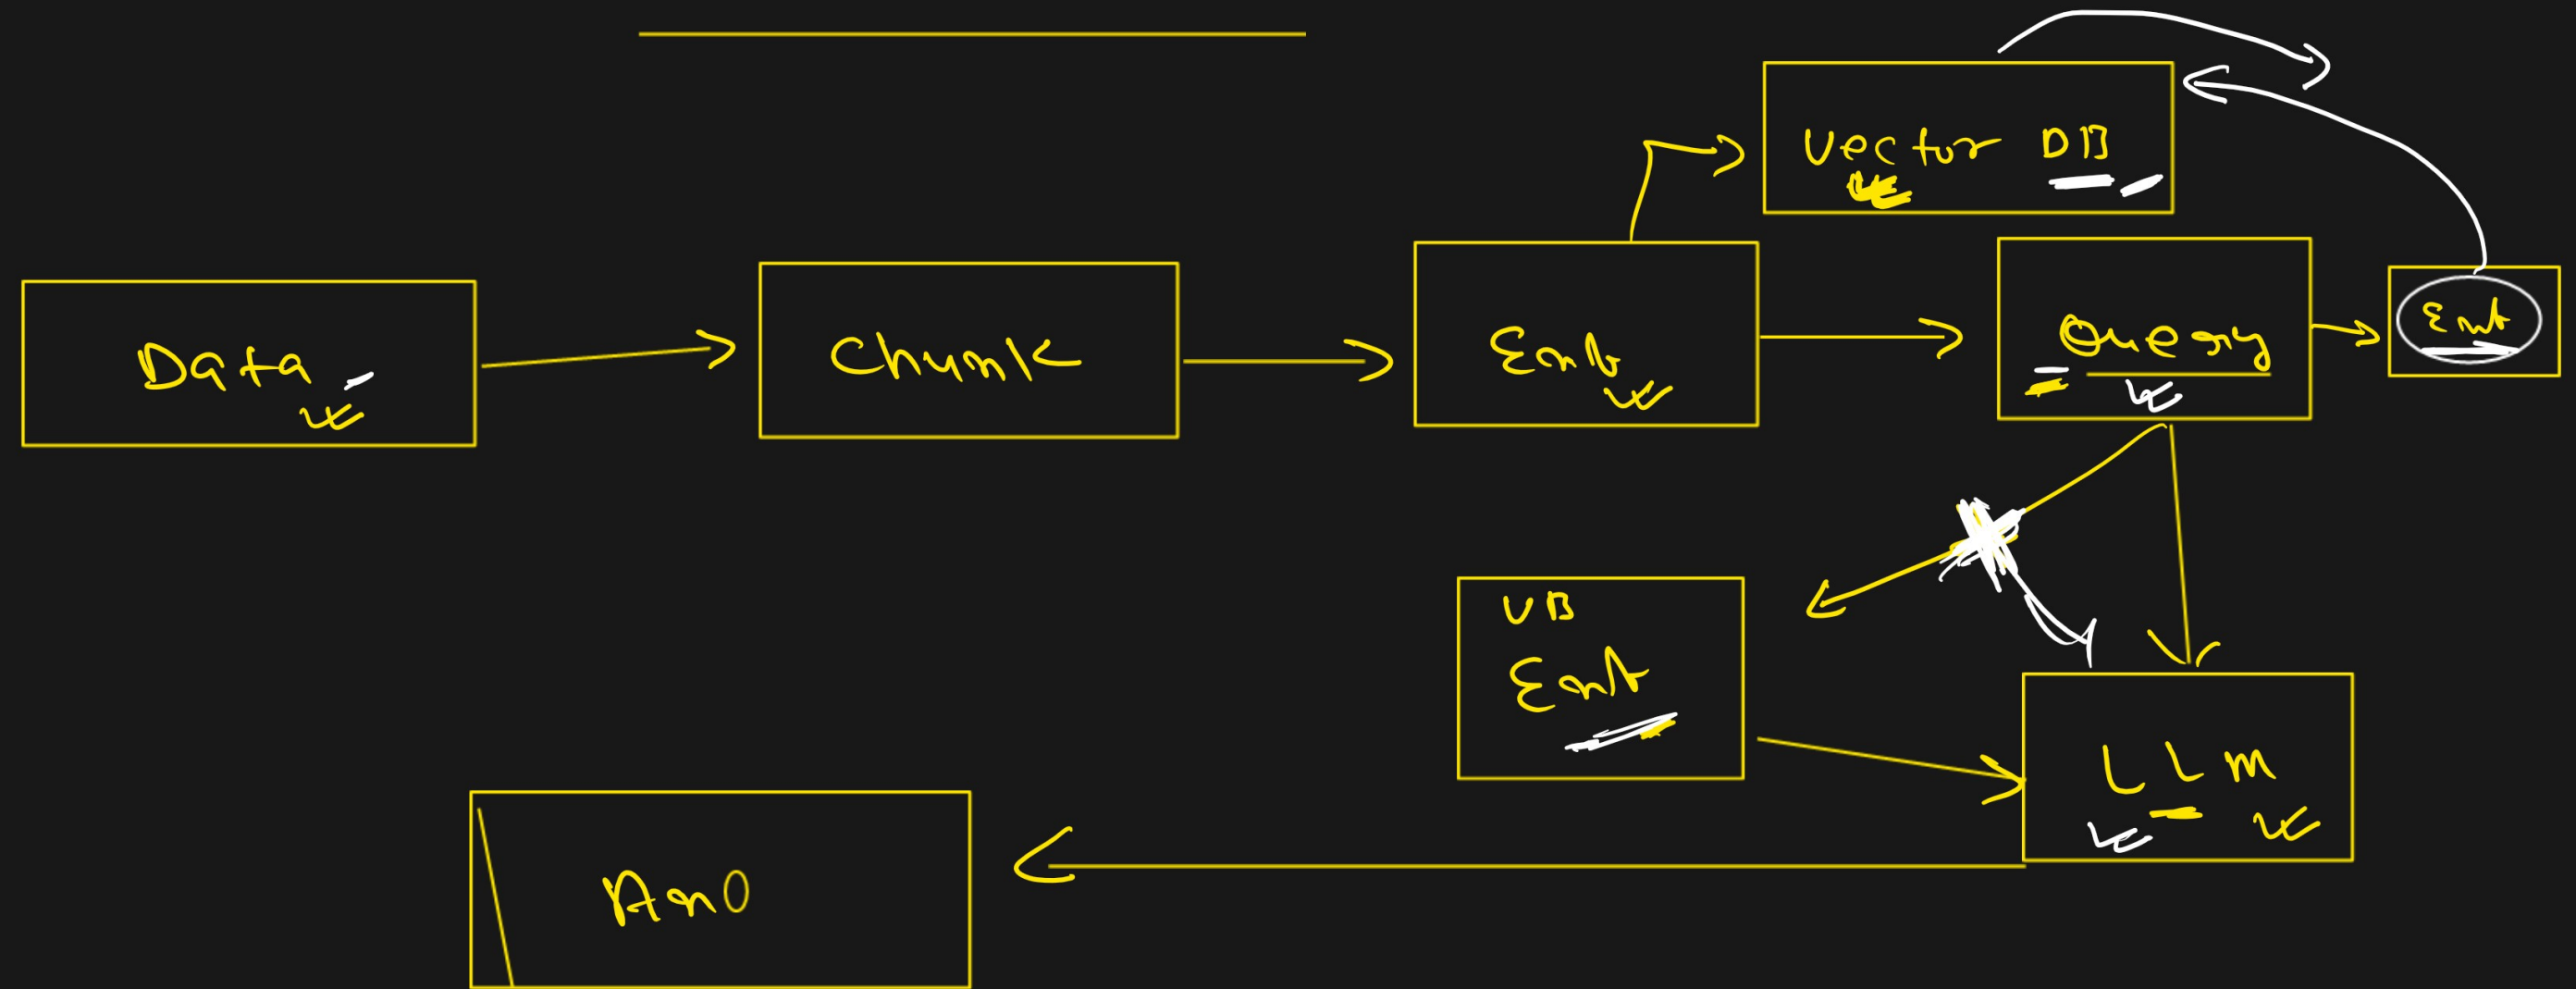 Vector DB
Data
Chunk
Emb
Query
Emb
VB
Emb
LLm
Ans